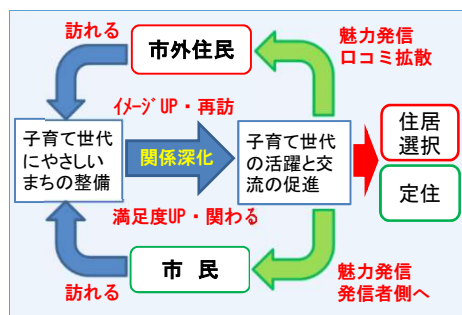 訪れる
市外住民
魅力発信
口コミ拡散
イメージUP・再訪
子育て世代
にやさしい
まちの整備
関係深化
子育て世代
の活躍と交
流の促進
住居
選択
定住
満足度UP・関わる
市 民
訪れる
魅力発信
発信者側へ